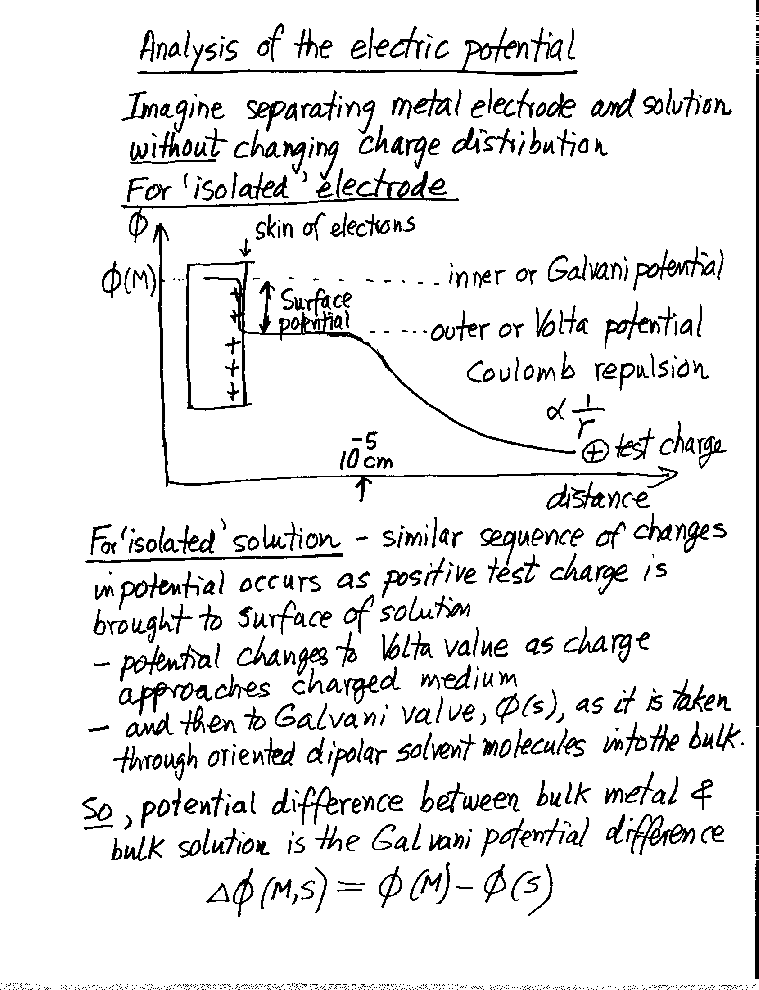 Analysis of the electric potential
Imagine separating metal electrode and solution
without changing charge distribution
For 'isolated' electrode
ϕ
skin of electrons
ϕ(M)
inner or Galvani potential
+
Surface
+
potential
outer or Volta potential
+
+
Coulomb repulsion
+
∝ 1/r
⊕ test charge
10⁻⁵ cm
distance
For 'isolated' solution - similar sequence of changes
in potential occurs as positive test charge is
brought to surface of solution
- potential changes to Volta value as charge
approaches charged medium
- and then to Galvani value, ϕ(s), as it is taken
through oriented dipolar solvent molecules into the bulk.
So, potential difference between bulk metal &
bulk solution is the Galvani potential difference
Δϕ(M,S) = ϕ(M) - ϕ(S)